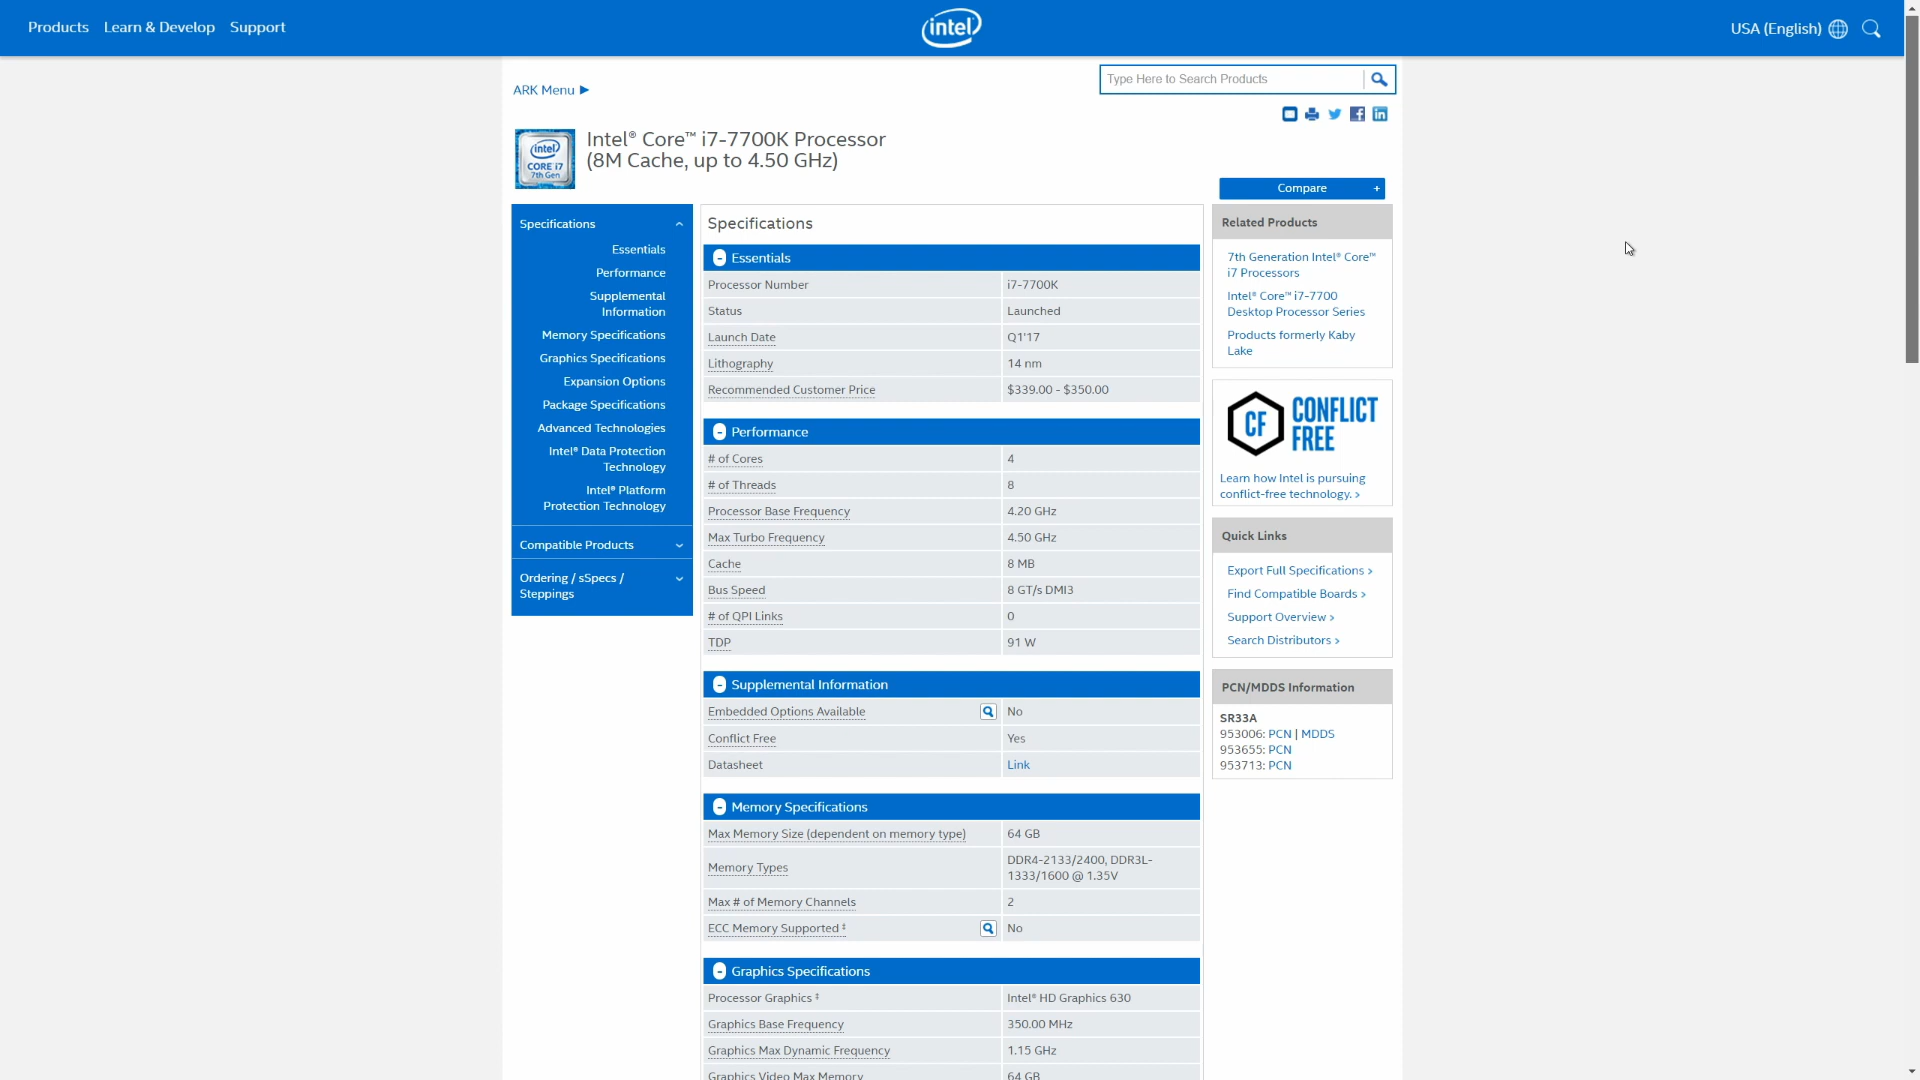 Products Learn & Develop Support
intel
USA (English)
ARK Menu ►
Type Here to Search Products
intel
CORE i7
7th Gen
Intel® Core™ i7-7700K Processor
(8M Cache, up to 4.50 GHz)
Compare +
Specifications
Essentials
Performance
Supplemental
Information
Memory Specifications
Graphics Specifications
Expansion Options
Package Specifications
Advanced Technologies
Intel® Data Protection
Technology
Intel® Platform
Protection Technology
Compatible Products
Ordering / sSpecs /
Steppings
Specifications
- Essentials
Processor Number i7-7700K
Status Launched
Launch Date Q1'17
Lithography 14 nm
Recommended Customer Price $339.00 - $350.00
- Performance
# of Cores 4
# of Threads 8
Processor Base Frequency 4.20 GHz
Max Turbo Frequency 4.50 GHz
Cache 8 MB
Bus Speed 8 GT/s DMI3
# of QPI Links 0
TDP 91 W
- Supplemental Information
Embedded Options Available No
Conflict Free Yes
Datasheet Link
- Memory Specifications
Max Memory Size (dependent on memory type) 64 GB
Memory Types DDR4-2133/2400, DDR3L-
1333/1600 @ 1.35V
Max # of Memory Channels 2
ECC Memory Supported ‡ No
- Graphics Specifications
Processor Graphics ‡ Intel® HD Graphics 630
Graphics Base Frequency 350.00 MHz
Graphics Max Dynamic Frequency 1.15 GHz
Graphics Video Max Memory 64 GB
Related Products
7th Generation Intel® Core™
i7 Processors
Intel® Core™ i7-7700
Desktop Processor Series
Products formerly Kaby
Lake
CF CONFLICT
FREE
Learn how Intel is pursuing
conflict-free technology. >
Quick Links
Export Full Specifications >
Find Compatible Boards >
Support Overview >
Search Distributors >
PCN/MDDS Information
SR33A
953006: PCN | MDDS
953655: PCN
953713: PCN